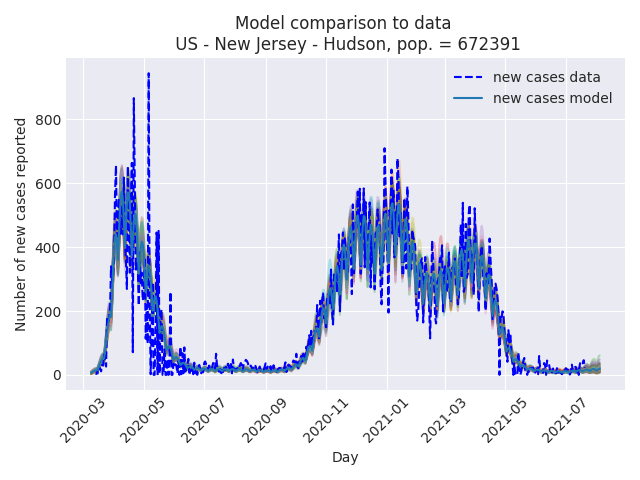 Model comparison to data
US - New Jersey - Hudson, pop. = 672391
new cases data
new cases model
Number of new cases reported
800
600
400
200
0
2020-03
2020-05
2020-07
2020-09
2020-11
2021-01
2021-03
2021-05
2021-07
Day